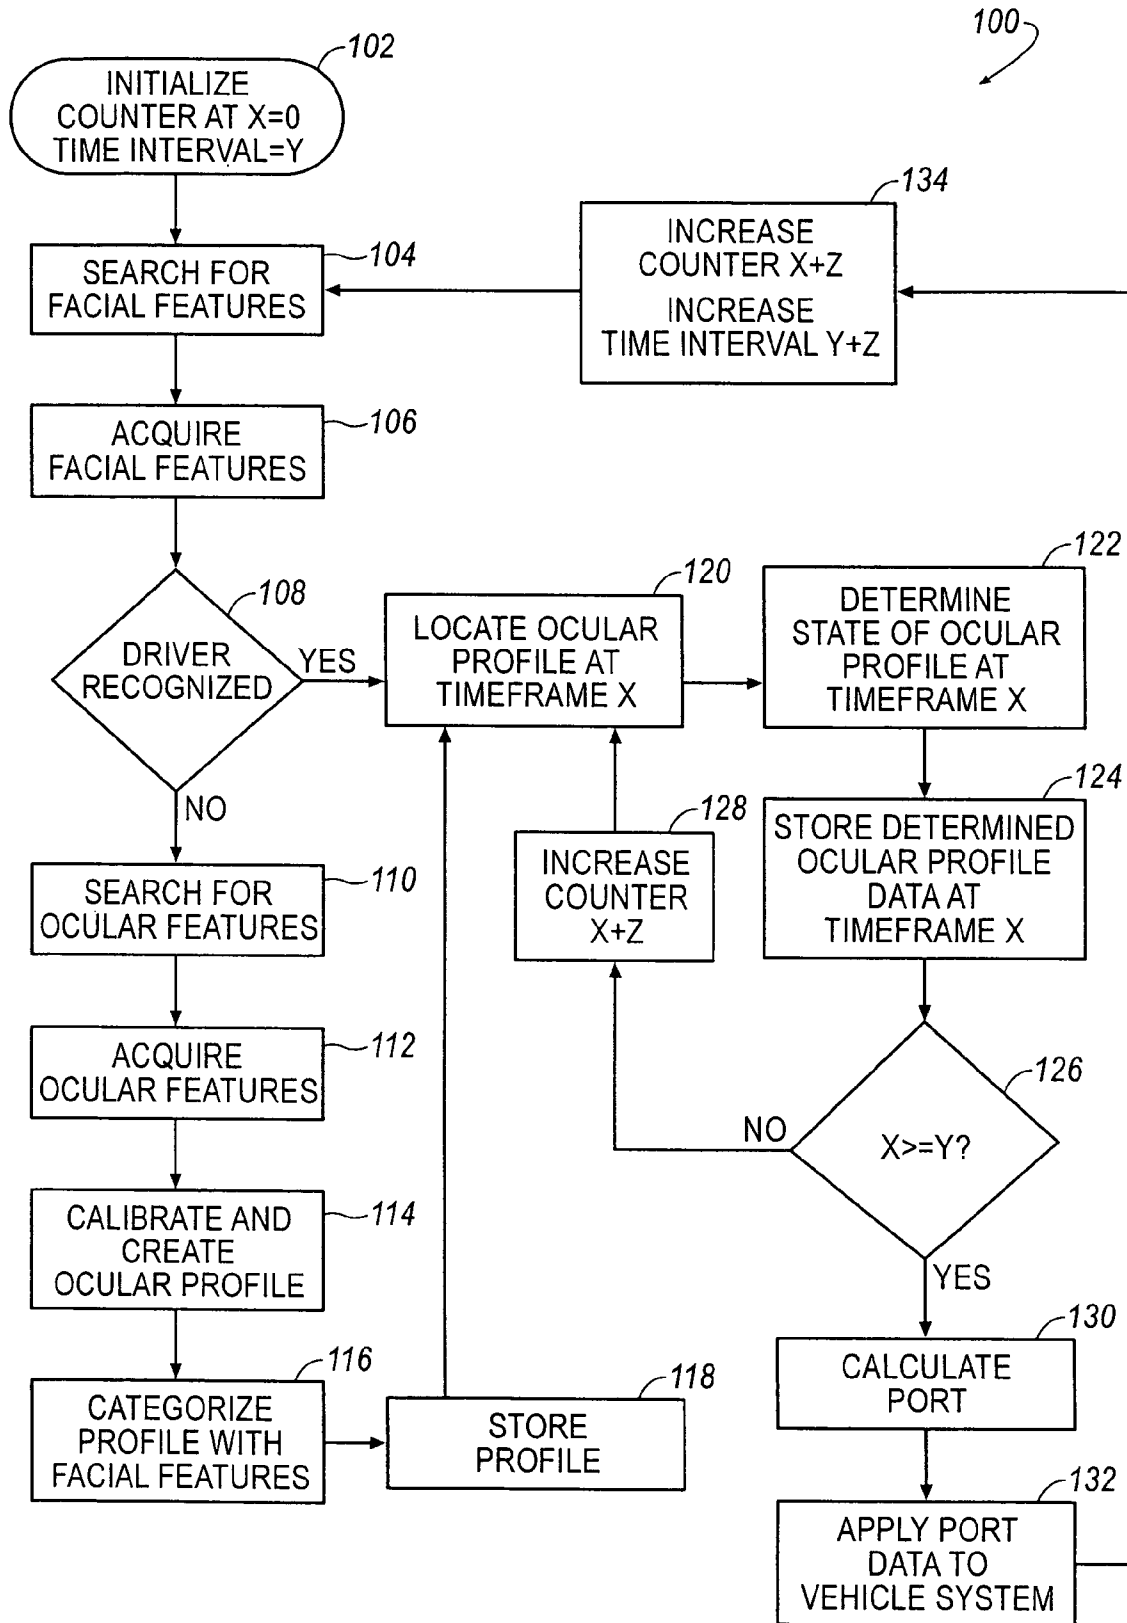 100
102
INITIALIZE
COUNTER AT X=0
TIME INTERVAL=Y
134
INCREASE
COUNTER X+Z
INCREASE
TIME INTERVAL Y+Z
104
SEARCH FOR
FACIAL FEATURES
106
ACQUIRE
FACIAL FEATURES
108
DRIVER
RECOGNIZED
YES
NO
120
LOCATE OCULAR
PROFILE AT
TIMEFRAME X
122
DETERMINE
STATE OF OCULAR
PROFILE AT
TIMEFRAME X
124
STORE DETERMINED
OCULAR PROFILE
DATA AT
TIMEFRAME X
128
INCREASE
COUNTER
X+Z
110
SEARCH FOR
OCULAR FEATURES
112
ACQUIRE
OCULAR FEATURES
126
X>=Y?
NO
YES
114
CALIBRATE AND
CREATE
OCULAR PROFILE
116
CATEGORIZE
PROFILE WITH
FACIAL FEATURES
118
STORE
PROFILE
130
CALCULATE
PORT
132
APPLY PORT
DATA TO
VEHICLE SYSTEM